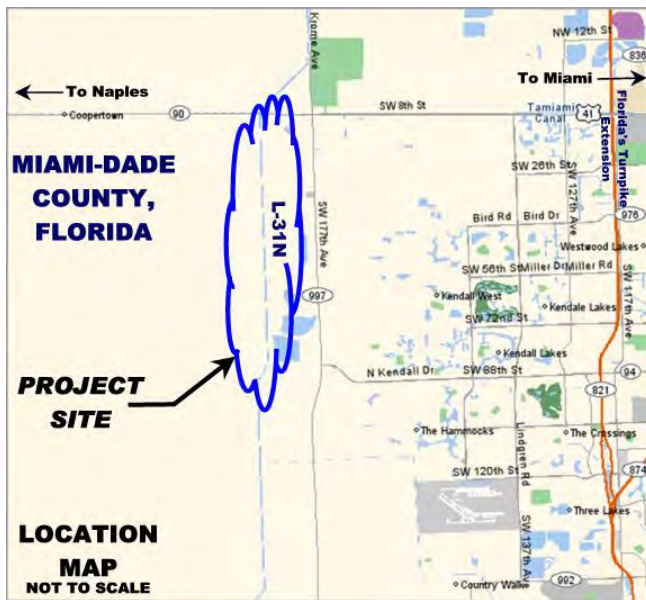 Krome Ave
NW 12th St
836
To Naples
To Miami
Coopertown
90
SW 8th St
Tamiami
Canal
41
Florida's Turnpike
Extension
MIAMI-DADE
COUNTY,
FLORIDA
SW 26th St
SW 127th Ave
L-31N
SW 177th Ave
Bird Rd
Bird Dr
976
Westwood Lakes
SW 56th St
Miller Dr
Miller Rd
SW 117th Ave
997
Kendall West
Kendale Lakes
SW 72nd St
Kendall Lakes
N Kendall Dr
SW 88th St
94
PROJECT
SITE
821
The Hammocks
Lindgren Rd
The Crossings
SW 120th St
874
LOCATION
MAP
NOT TO SCALE
Three Lakes
SW 137th Ave
Country Walk
992